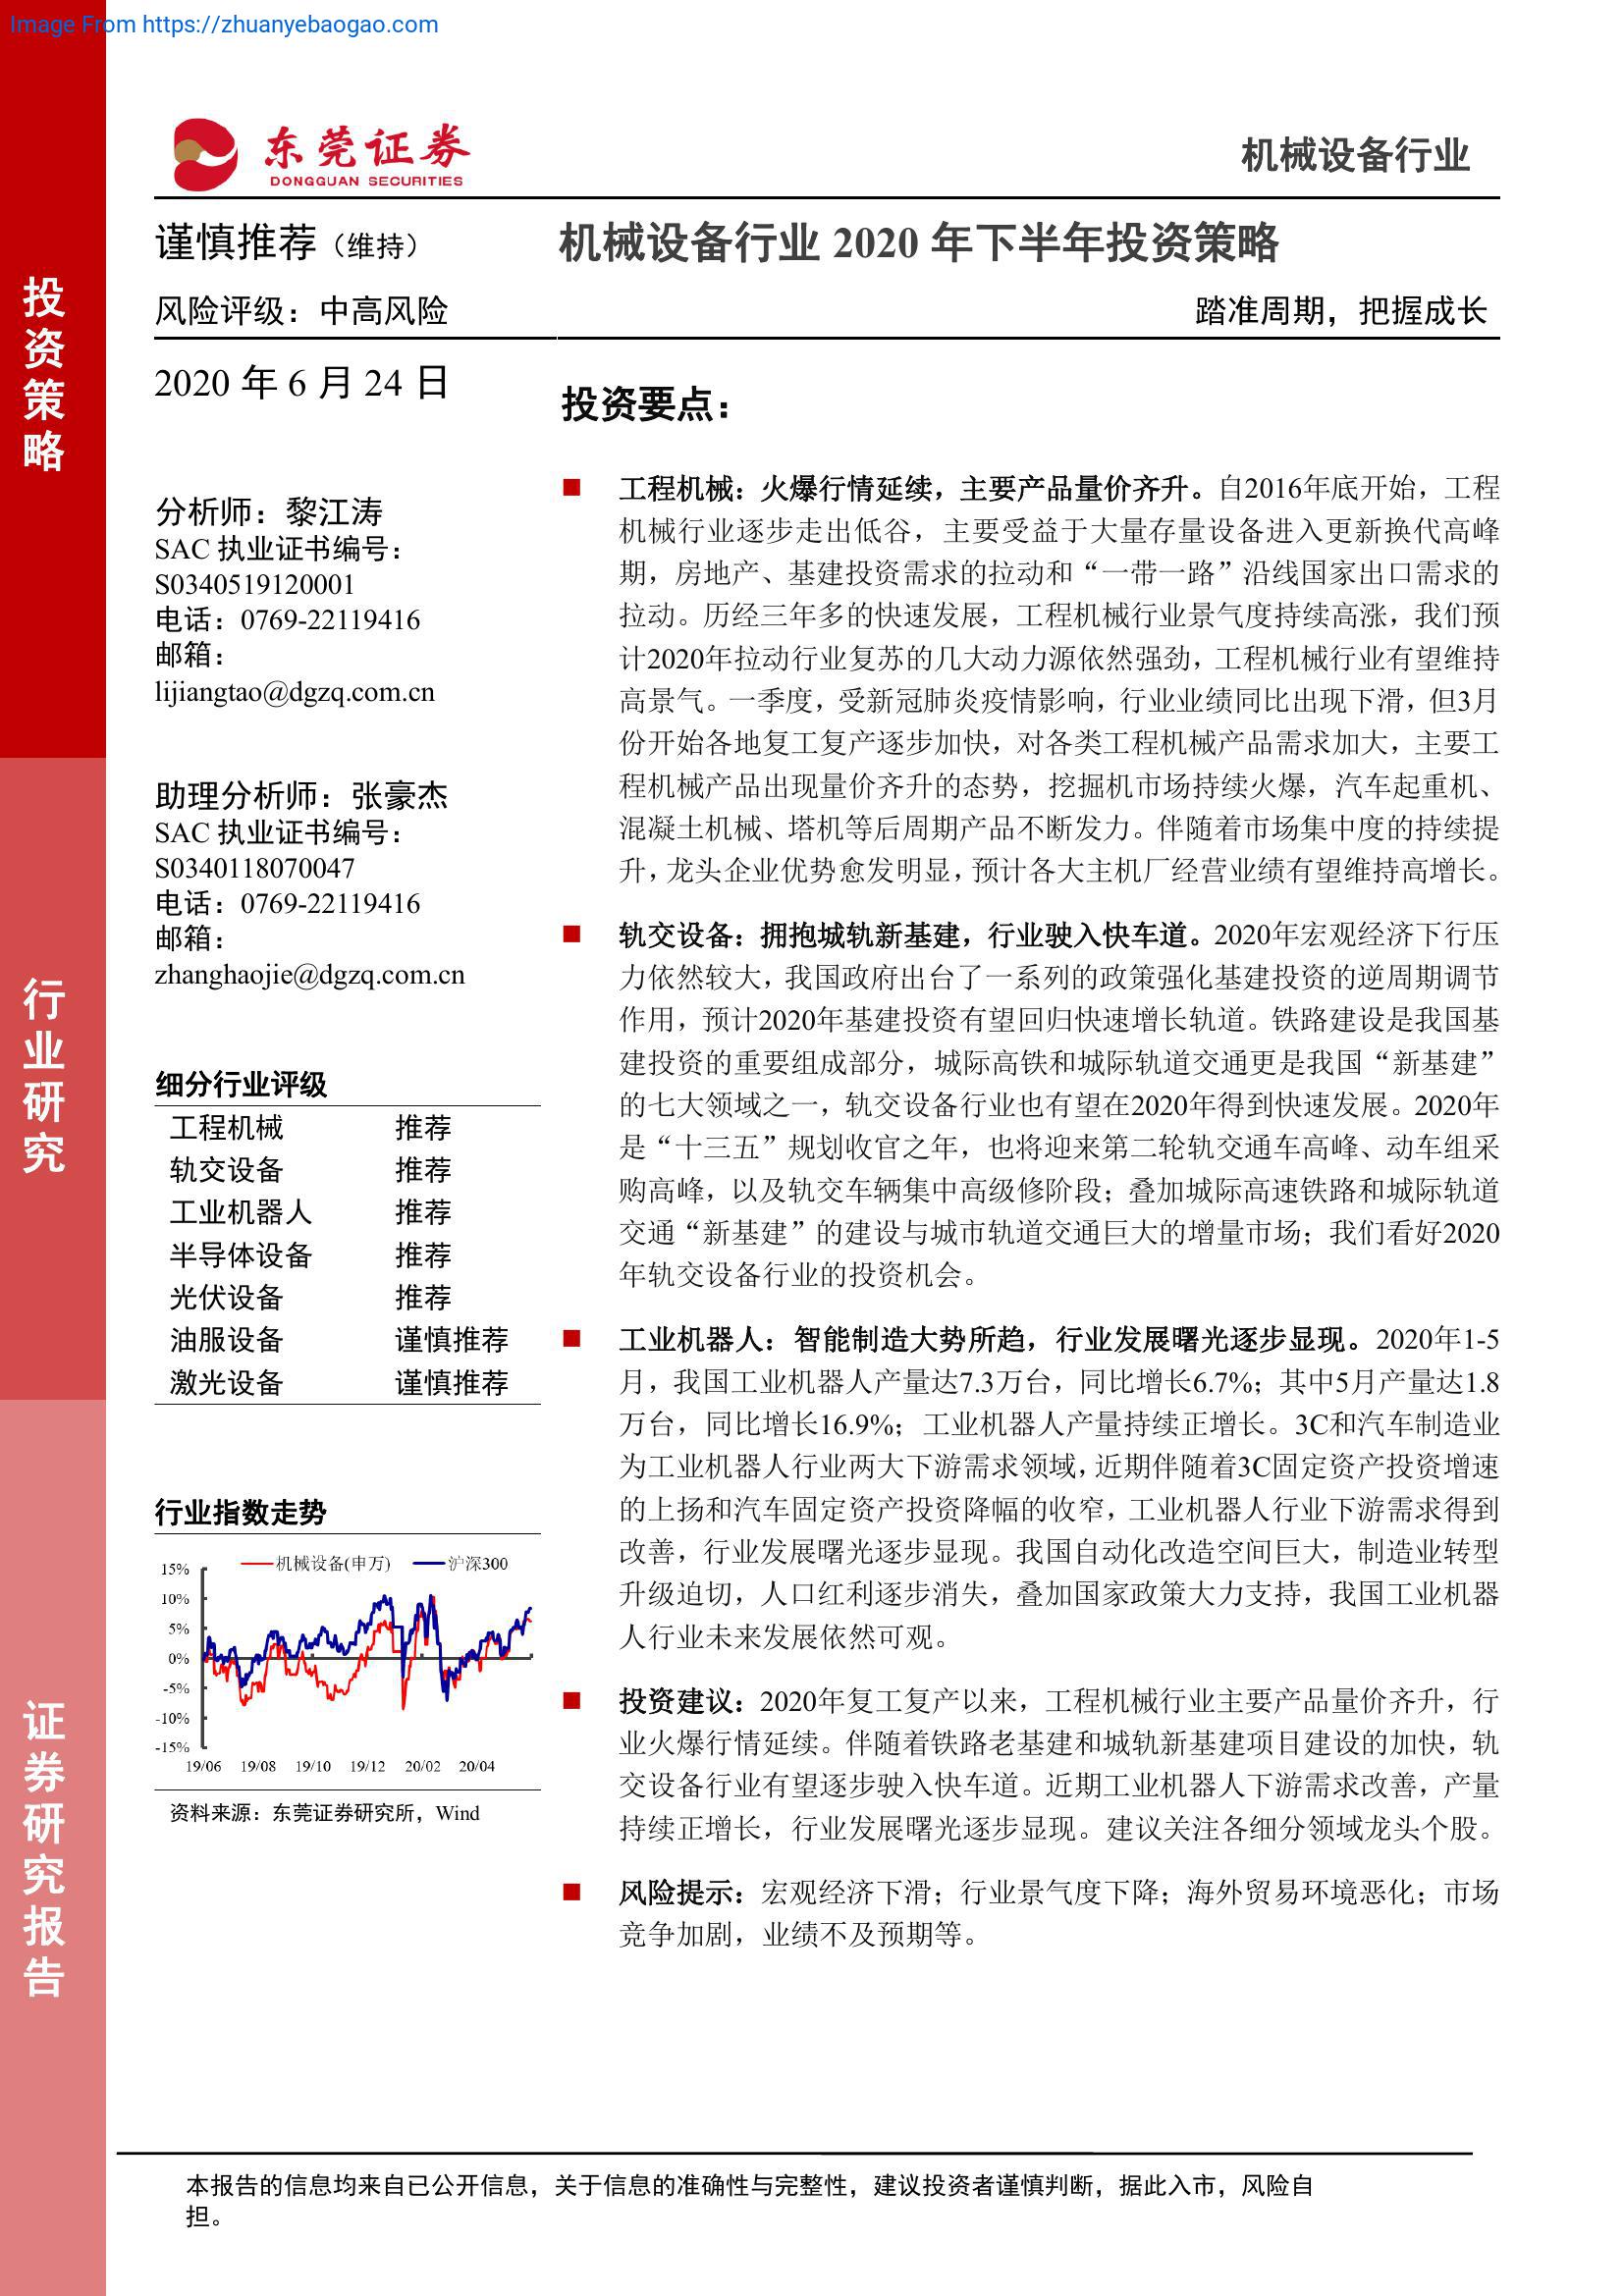 Image From https://zhuanyebaogao.com
东莞证券
DONGGUAN SECURITIES
机械设备行业
投资策略
行业研究
证券研究报告
谨慎推荐（维持）
风险评级：中高风险
2020 年 6 月 24 日
分析师：黎江涛
SAC 执业证书编号：
S0340519120001
电话：0769-22119416
邮箱：
lijiangtao@dgzq.com.cn
助理分析师：张豪杰
SAC 执业证书编号：
S0340118070047
电话：0769-22119416
邮箱：
zhanghaojie@dgzq.com.cn
细分行业评级
工程机械 推荐
轨交设备 推荐
工业机器人 推荐
半导体设备 推荐
光伏设备 推荐
油服设备 谨慎推荐
激光设备 谨慎推荐
行业指数走势
机械设备(申万) 沪深300
15%
10%
5%
0%
-5%
-10%
-15%
19/06 19/08 19/10 19/12 20/02 20/04
资料来源：东莞证券研究所，Wind
机械设备行业 2020 年下半年投资策略
踏准周期，把握成长
投资要点：
■ 工程机械：火爆行情延续，主要产品量价齐升。自2016年底开始，工程
机械行业逐步走出低谷，主要受益于大量存量设备进入更新换代高峰
期，房地产、基建投资需求的拉动和“一带一路”沿线国家出口需求的
拉动。历经三年多的快速发展，工程机械行业景气度持续高涨，我们预
计2020年拉动行业复苏的几大动力源依然强劲，工程机械行业有望维持
高景气。一季度，受新冠肺炎疫情影响，行业业绩同比出现下滑，但3月
份开始各地复工复产逐步加快，对各类工程机械产品需求加大，主要工
程机械产品出现量价齐升的态势，挖掘机市场持续火爆，汽车起重机、
混凝土机械、塔机等后周期产品不断发力。伴随着市场集中度的持续提
升，龙头企业优势愈发明显，预计各大主机厂经营业绩有望维持高增长。
■ 轨交设备：拥抱城轨新基建，行业驶入快车道。2020年宏观经济下行压
力依然较大，我国政府出台了一系列的政策强化基建投资的逆周期调节
作用，预计2020年基建投资有望回归快速增长轨道。铁路建设是我国基
建投资的重要组成部分，城际高铁和城际轨道交通更是我国“新基建”
的七大领域之一，轨交设备行业也有望在2020年得到快速发展。2020年
是“十三五”规划收官之年，也将迎来第二轮轨交通车高峰、动车组采
购高峰，以及轨交车辆集中高级修阶段；叠加城际高速铁路和城际轨道
交通“新基建”的建设与城市轨道交通巨大的增量市场；我们看好2020
年轨交设备行业的投资机会。
■ 工业机器人：智能制造大势所趋，行业发展曙光逐步显现。2020年1-5
月，我国工业机器人产量达7.3万台，同比增长6.7%；其中5月产量达1.8
万台，同比增长16.9%；工业机器人产量持续正增长。3C和汽车制造业
为工业机器人行业两大下游需求领域，近期伴随着3C固定资产投资增速
的上扬和汽车固定资产投资降幅的收窄，工业机器人行业下游需求得到
改善，行业发展曙光逐步显现。我国自动化改造空间巨大，制造业转型
升级迫切，人口红利逐步消失，叠加国家政策大力支持，我国工业机器
人行业未来发展依然可观。
■ 投资建议：2020年复工复产以来，工程机械行业主要产品量价齐升，行
业火爆行情延续。伴随着铁路老基建和城轨新基建项目建设的加快，轨
交设备行业有望逐步驶入快车道。近期工业机器人下游需求改善，产量
持续正增长，行业发展曙光逐步显现。建议关注各细分领域龙头个股。
■ 风险提示：宏观经济下滑；行业景气度下降；海外贸易环境恶化；市场
竞争加剧，业绩不及预期等。
本报告的信息均来自已公开信息，关于信息的准确性与完整性，建议投资者谨慎判断，据此入市，风险自
担。